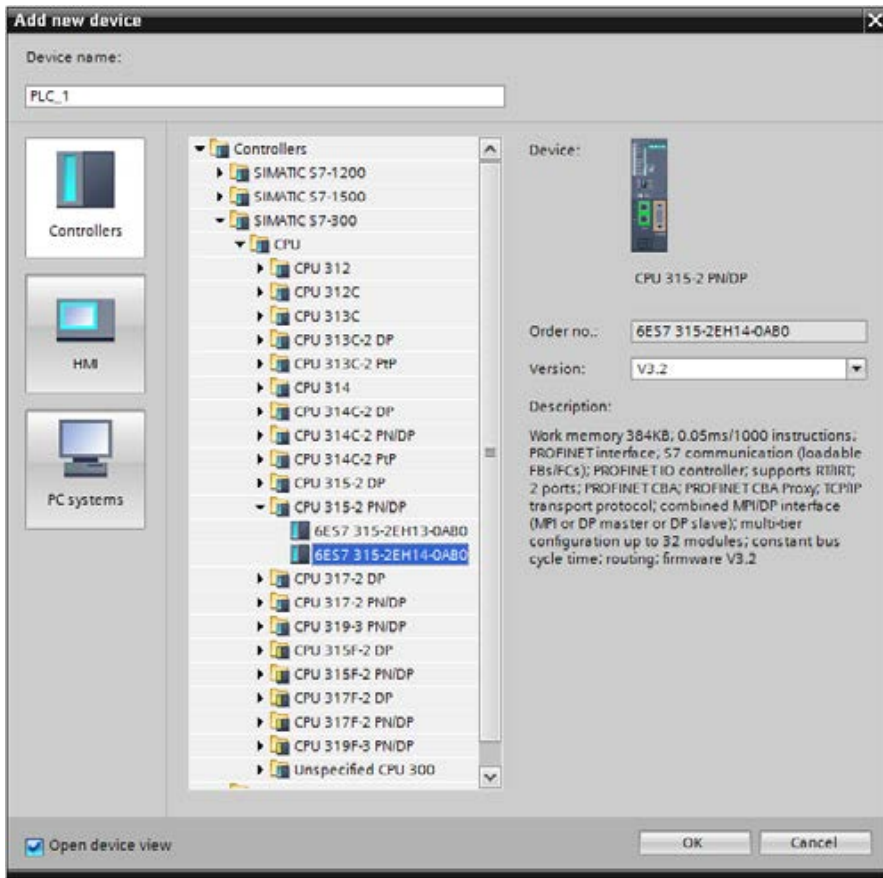 Add new device
Device name:
PLC_1
Controllers
HMI
PC systems
Controllers
SIMATIC S7-1200
SIMATIC S7-1500
SIMATIC S7-300
CPU
CPU 312
CPU 312C
CPU 313C
CPU 313C-2 DP
CPU 313C-2 PtP
CPU 314
CPU 314C-2 DP
CPU 314C-2 PN/DP
CPU 314C-2 PtP
CPU 315-2 DP
CPU 315-2 PN/DP
6ES7 315-2EH13-0AB0
6ES7 315-2EH14-0AB0
CPU 317-2 DP
CPU 317-2 PN/DP
CPU 319-3 PN/DP
CPU 315F-2 DP
CPU 315F-2 PN/DP
CPU 317F-2 DP
CPU 317F-2 PN/DP
CPU 319F-3 PN/DP
Unspecified CPU 300
Device:
CPU 315-2 PN/DP
Order no.: 6ES7 315-2EH14-0AB0
Version: V3.2
Description:
Work memory 384KB; 0.05ms/1000 instructions;
PROFINET interface; S7 communication (loadable
FBs/FCs); PROFINET IO controller; supports RT/IRT;
2 ports; PROFINET CBA; PROFINET CBA Proxy; TCP/IP
transport protocol; combined MPI/DP interface
(MPI or DP master or DP slave); multi-tier
configuration up to 32 modules; constant bus
cycle time; routing; firmware V3.2
Open device view
OK
Cancel